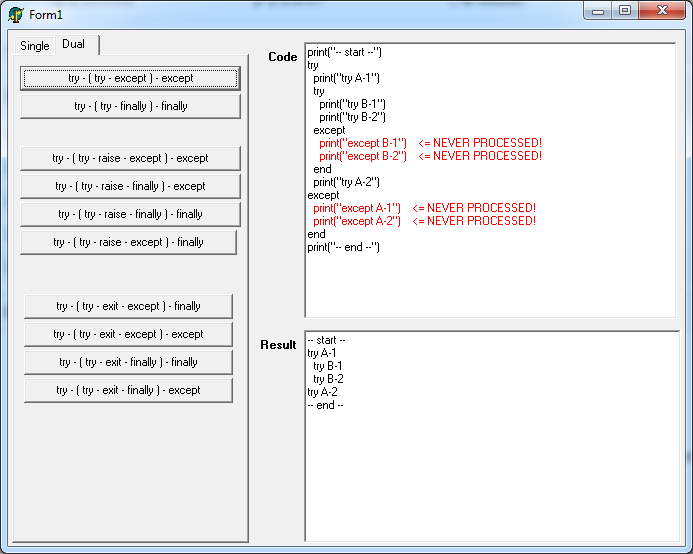 Form1
Single Dual
try - ( try - except ) - except
try - ( try - finally ) - finally
try - ( try - raise - except ) - except
try - ( try - raise - finally ) - except
try - ( try - raise - finally ) - finally
try - ( try - raise - except ) - finally
try - ( try - exit - except ) - finally
try - ( try - exit - except ) - except
try - ( try - exit - finally ) - finally
try - ( try - exit - finally ) - except
Code
print("-- start --")
try
print("try A-1")
try
print("try B-1")
print("try B-2")
except
print("except B-1") <= NEVER PROCESSED!
print("except B-2") <= NEVER PROCESSED!
end
print("try A-2")
except
print("except A-1") <= NEVER PROCESSED!
print("except A-2") <= NEVER PROCESSED!
end
print("-- end --")
Result
-- start --
try A-1
try B-1
try B-2
try A-2
-- end --